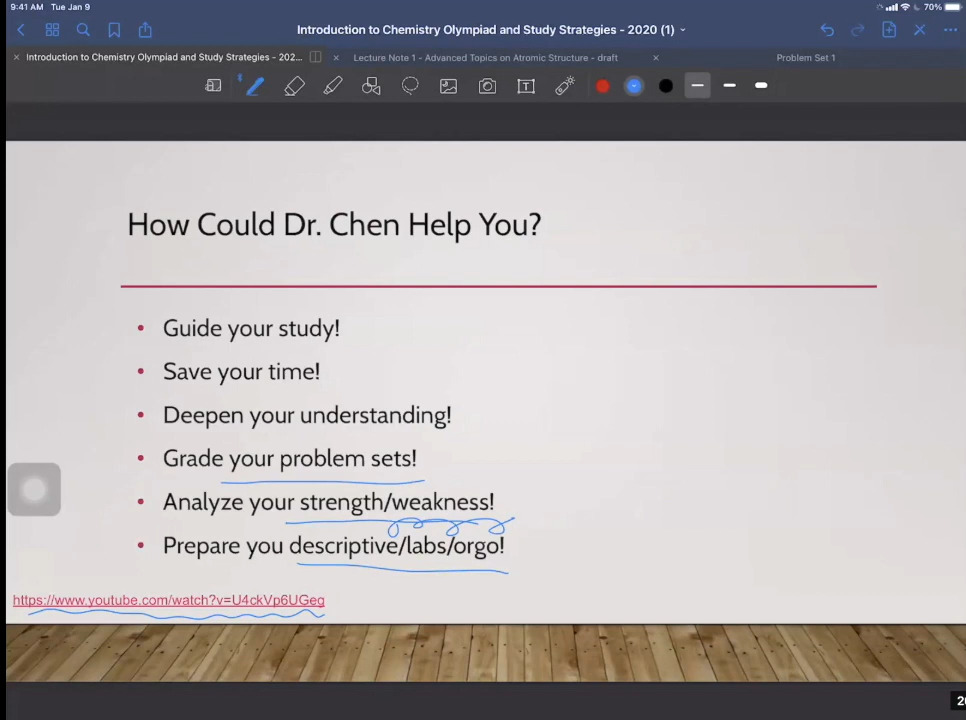 9:41 AM Tue Jan 9
70%
Introduction to Chemistry Olympiad and Study Strategies - 2020 (1)
Introduction to Chemistry Olympiad and Study Strategies - 202...
Lecture Note 1 - Advanced Topics on Atromic Structure - draft
Problem Set 1
How Could Dr. Chen Help You?
• Guide your study!
• Save your time!
• Deepen your understanding!
• Grade your problem sets!
• Analyze your strength/weakness!
• Prepare you descriptive/labs/orgo!
https://www.youtube.com/watch?v=U4ckVp6UGeg